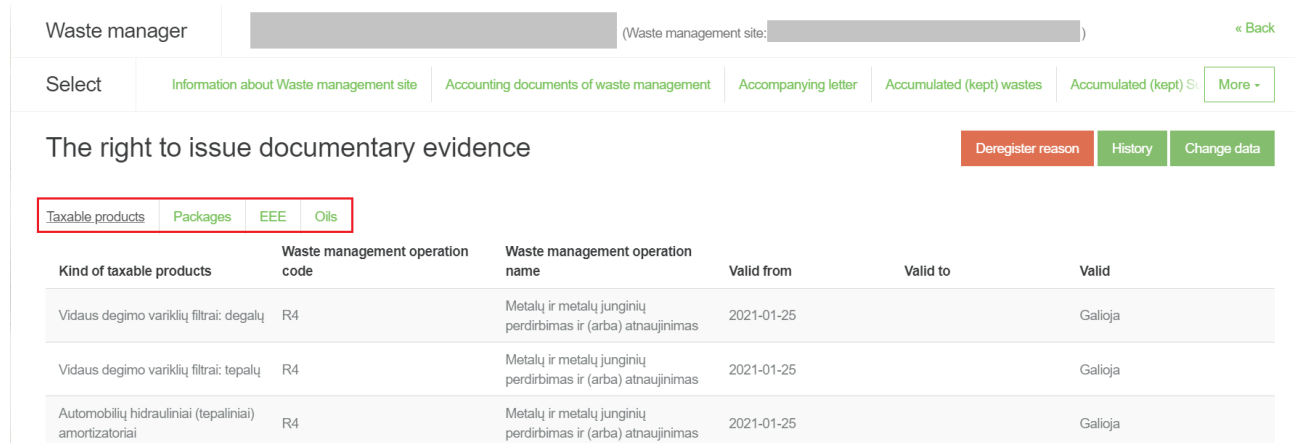 Waste manager (Waste management site: ) « Back
Select Information about Waste management site Accounting documents of waste management Accompanying letter Accumulated (kept) wastes Accumulated (kept) Su More
The right to issue documentary evidence Deregister reason History Change data
Taxable products Packages EEE Oils
Waste management operation Waste management operation
Kind of taxable products code name Valid from Valid to Valid
Metalų ir metalų junginių
Vidaus degimo variklių filtrai: degalų R4 perdirbimas ir (arba) atnaujinimas 2021-01-25 Galioja
Metalų ir metalų junginių
Vidaus degimo variklių filtrai: tepalų R4 perdirbimas ir (arba) atnaujinimas 2021-01-25 Galioja
Automobilių hidrauliniai (tepaliniai) Metalų ir metalų junginių
amortizatoriai R4 perdirbimas ir (arba) atnaujinimas 2021-01-25 Galioja